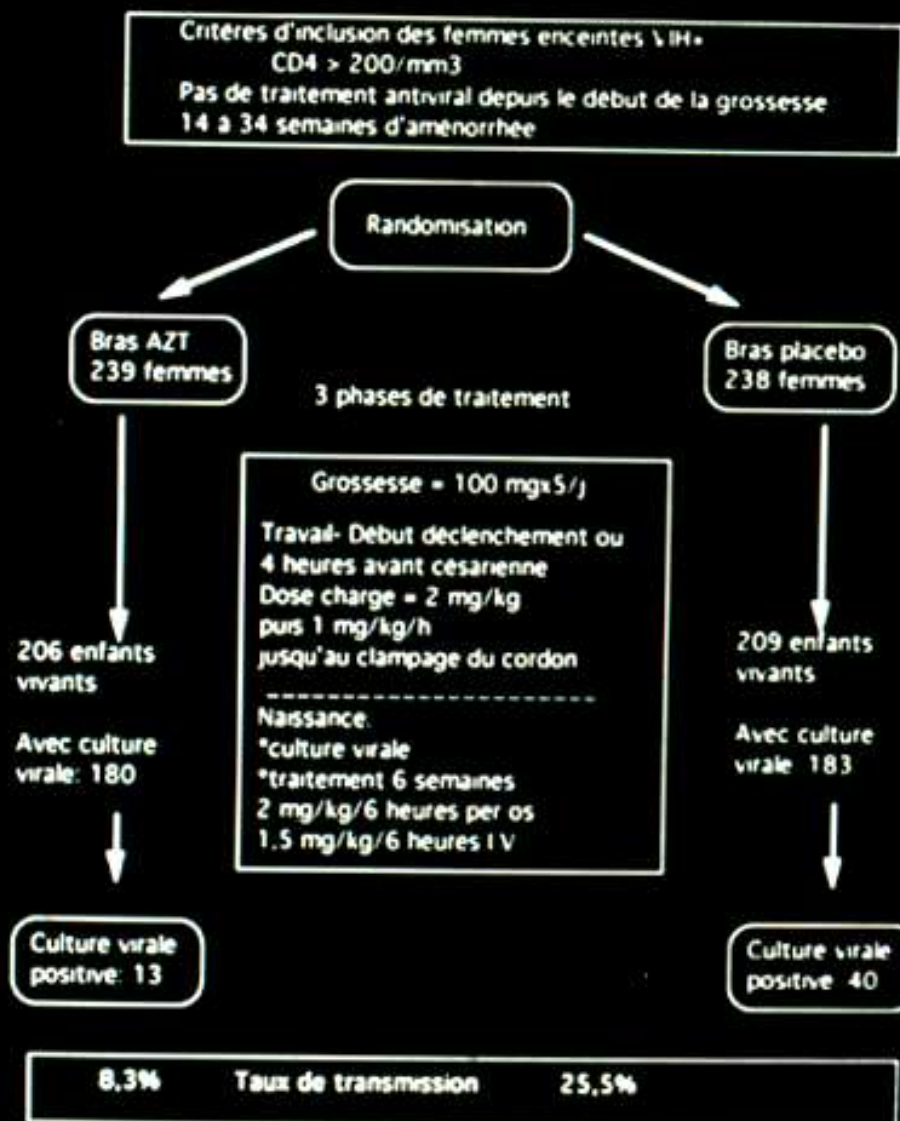 Critères d'inclusion des femmes enceintes VIH+
CD4 > 200/mm3
Pas de traitement antiviral depuis le début de la grossesse
14 à 34 semaines d'aménorrhée
Randomisation
Bras AZT
239 femmes
Bras placebo
238 femmes
3 phases de traitement
Grossesse = 100 mgx5/j
Travail- Début déclenchement ou
4 heures avant césarienne
Dose charge = 2 mg/kg
puis 1 mg/kg/h
jusqu'au clampage du cordon
Naissance.
*culture virale
*traitement 6 semaines
2 mg/kg/6 heures per os
1,5 mg/kg/6 heures I V
206 enfants
vivants
Avec culture
virale: 180
209 enfants
vivants
Avec culture
virale 183
Culture virale
positive: 13
Culture virale
positive 40
8,3% Taux de transmission 25,5%